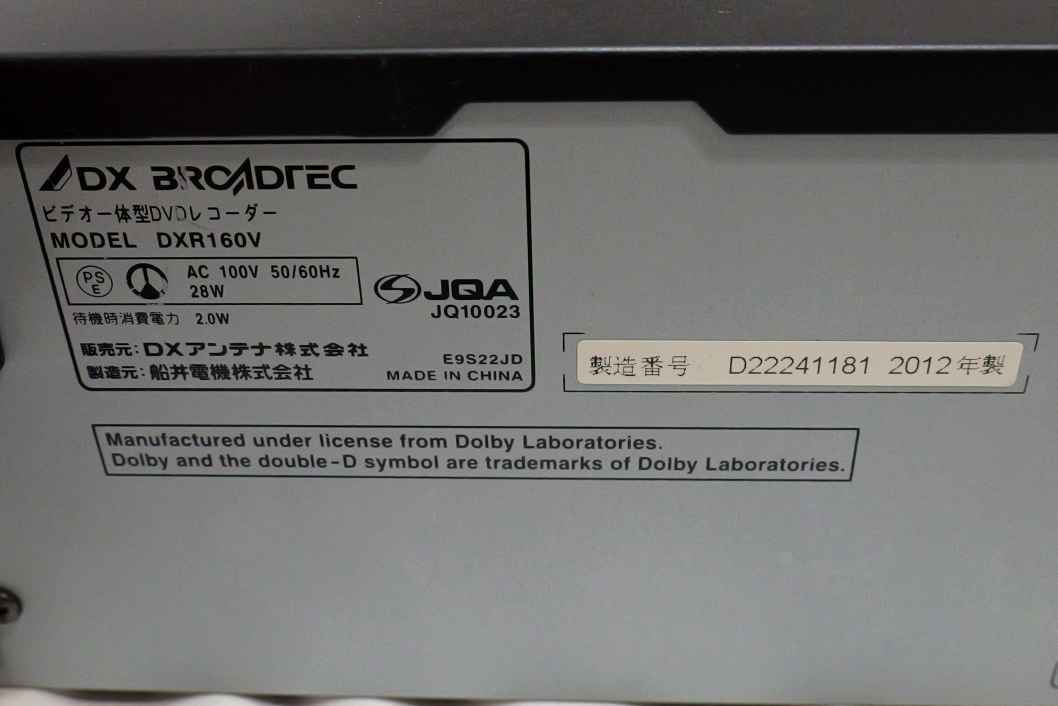 DX BROADTEC
ビデオ一体型DVDレコーダー
MODEL DXR160V
PS E
AC 100V 50/60Hz
28W
待機時消費電力 2.0W
JQA
JQ10023
販売元:DXアンテナ株式会社
製造元:船井電機株式会社
E9S22JD
MADE IN CHINA
製造番号 D22241181 2012年製
Manufactured under license from Dolby Laboratories.
Dolby and the double-D symbol are trademarks of Dolby Laboratories.